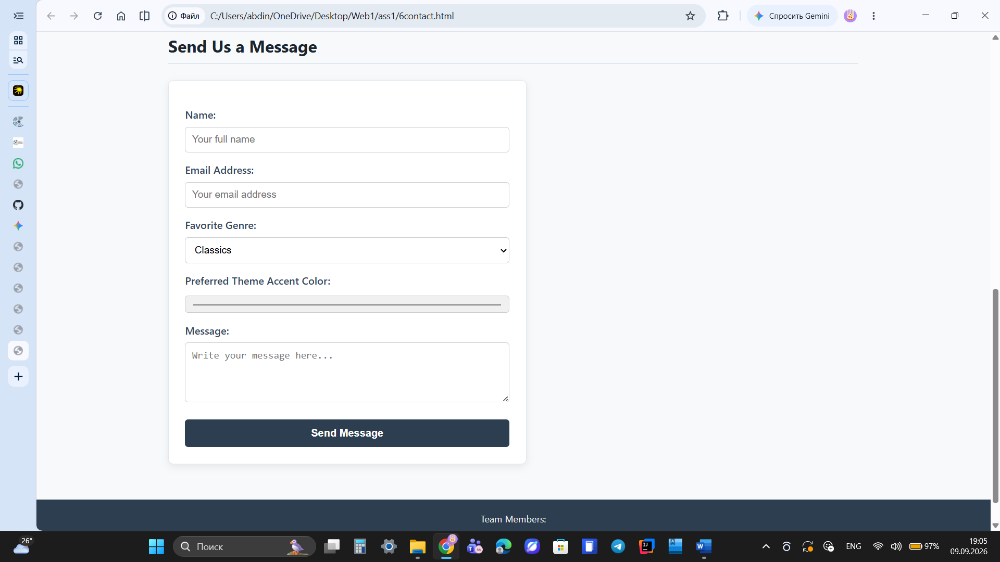 Файл
C:/Users/abdin/OneDrive/Desktop/Web1/ass1/6contact.html
Спросить Gemini
Send Us a Message
Name:
Your full name
Email Address:
Your email address
Favorite Genre:
Classics
Preferred Theme Accent Color:
Message:
Write your message here...
Send Message
Team Members:
26°
Поиск
ENG
97%
19:05
09.09.2026